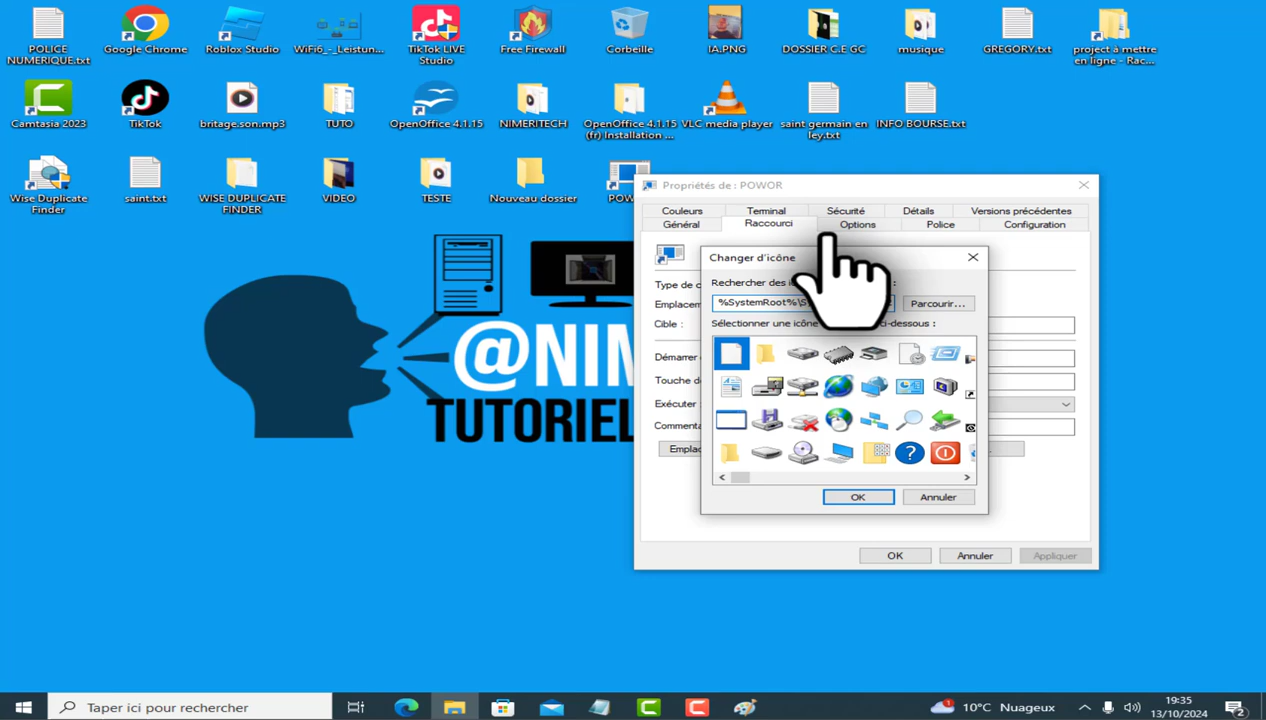 POLICE
NUMERIQUE.txt
Google Chrome
Roblox Studio
WiFi6_-_Leistun...
TikTok LIVE
Studio
Free Firewall
Corbeille
IA.PNG
DOSSIER C.E GC
musique
GREGORY.txt
project à mettre
en ligne - Rac...
Camtasia 2023
TikTok
britage.son.mp3
TUTO
OpenOffice 4.1.15
NIMERITECH
OpenOffice 4.1.15
(fr) Installation ...
VLC media player
saint germain en
ley.txt
INFO BOURSE.txt
Wise Duplicate
Finder
saint.txt
WISE DUPLICATE
FINDER
VIDEO
TESTE
Nouveau dossier
Propriétés de : POWOR
Couleurs
Terminal
Sécurité
Détails
Versions précédentes
Général
Raccourci
Options
Police
Configuration
Type de
Emplacem
Cible :
Démarrer
Touche de
Exécuter :
Commenta
Emplac
Changer d'icône
Rechercher des
%SystemRoot%\S
Parcourir...
Sélectionner une icône
ci-dessous :
OK
Annuler
OK
Annuler
Appliquer
@NIM
TUTORIEL
Taper ici pour rechercher
10°C Nuageux
19:35
13/10/2024